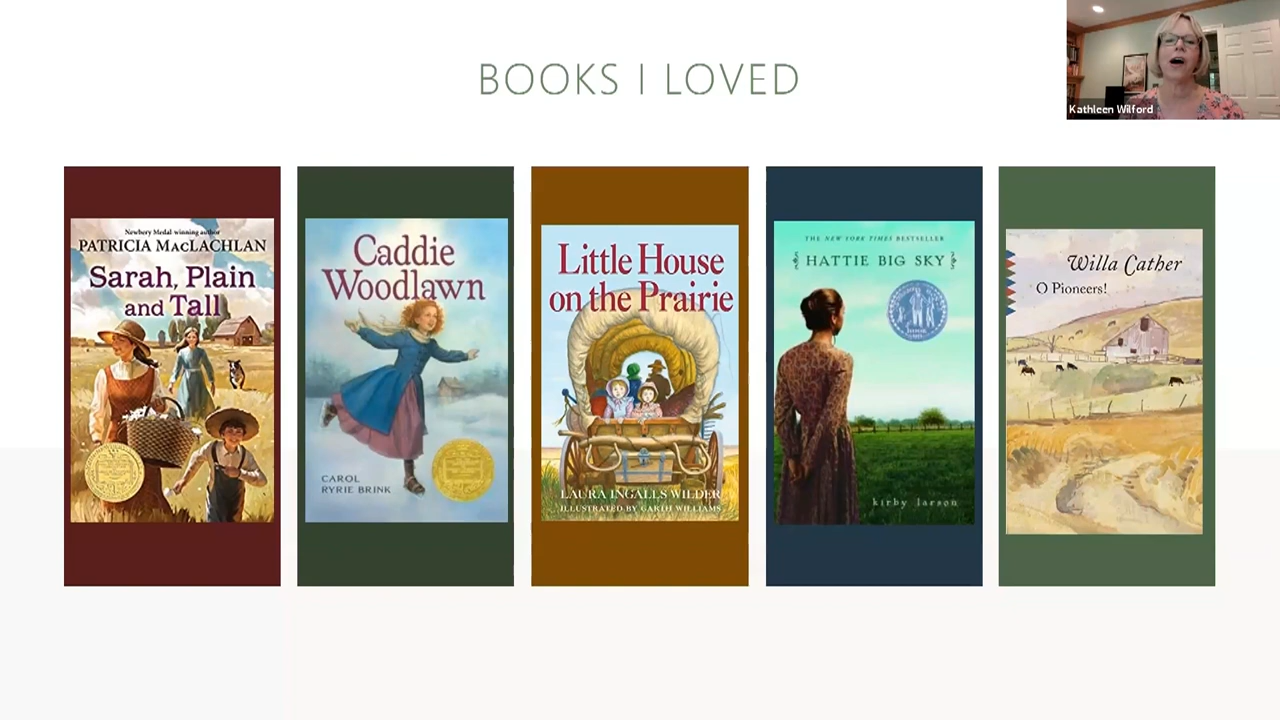 BOOKS I LOVED
Kathleen Wilford
Newbery Medal-winning author
PATRICIA MACLACHLAN
Sarah, Plain
and Tall
Caddie
Woodlawn
CAROL
RYRIE BRINK
Little House
on the Prairie
LAURA INGALLS WILDER
ILLUSTRATED BY GARTH WILLIAMS
THE NEW YORK TIMES BESTSELLER
HATTIE BIG SKY
kirby larson
Willa Cather
O Pioneers!